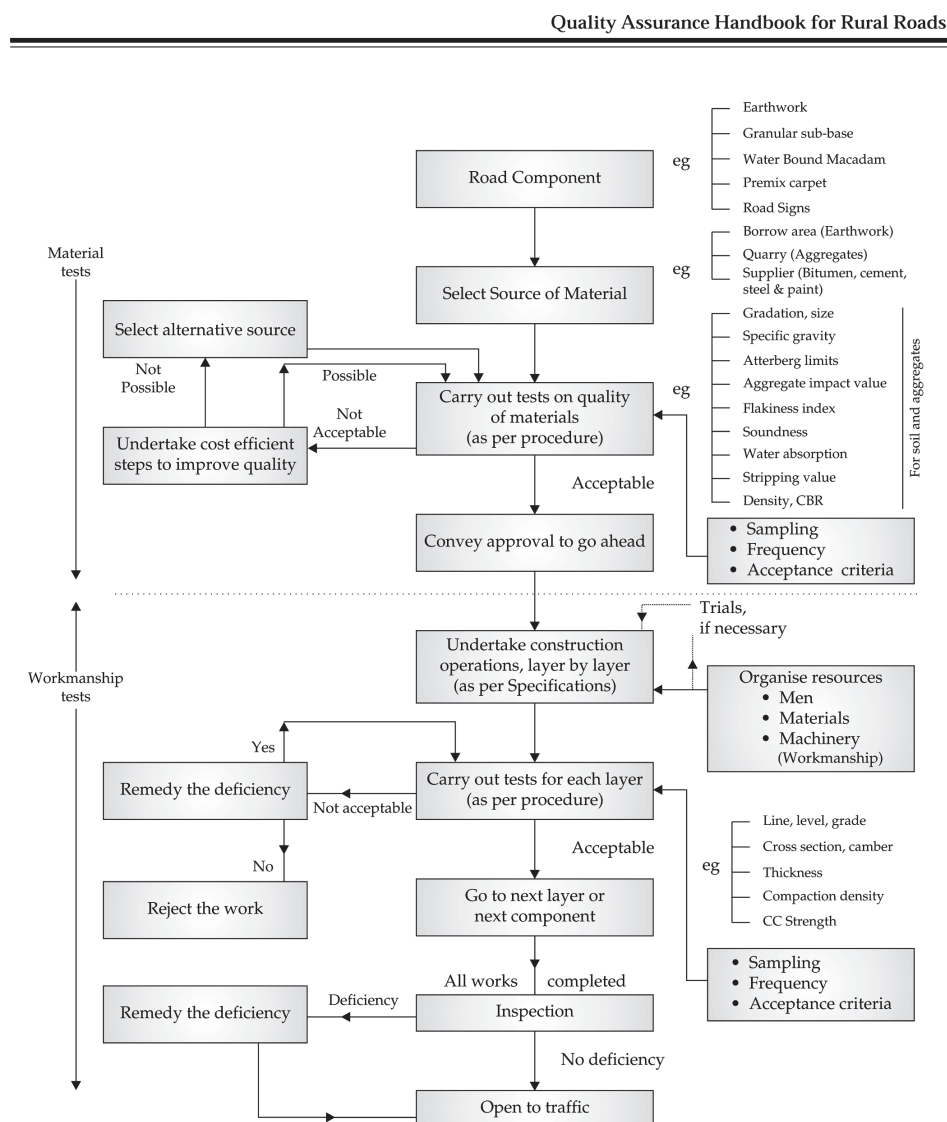 Quality Assurance Handbook for Rural Roads
Road Component
eg
Earthwork
Granular sub-base
Water Bound Macadam
Premix carpet
Road Signs
Material
tests
Select Source of Material
eg
Borrow area (Earthwork)
Quarry (Aggregates)
Supplier (Bitumen, cement,
steel & paint)
Select alternative source
Not
Possible
Possible
Carry out tests on quality
of materials
(as per procedure)
eg
Gradation, size
Specific gravity
Atterberg limits
Aggregate impact value
Flakiness index
Soundness
Water absorption
Stripping value
Density, CBR
For soil and aggregates
Not
Acceptable
Undertake cost efficient
steps to improve quality
Acceptable
• Sampling
• Frequency
• Acceptance criteria
Convey approval to go ahead
Trials,
if necessary
Workmanship
tests
Undertake construction
operations, layer by layer
(as per Specifications)
Organise resources
• Men
• Materials
• Machinery
(Workmanship)
Yes
Remedy the deficiency
Not acceptable
Carry out tests for each layer
(as per procedure)
No
Reject the work
Acceptable
eg
Line, level, grade
Cross section, camber
Thickness
Compaction density
CC Strength
Go to next layer or
next component
• Sampling
• Frequency
• Acceptance criteria
All works completed
Remedy the deficiency
Deficiency
Inspection
No deficiency
Open to traffic